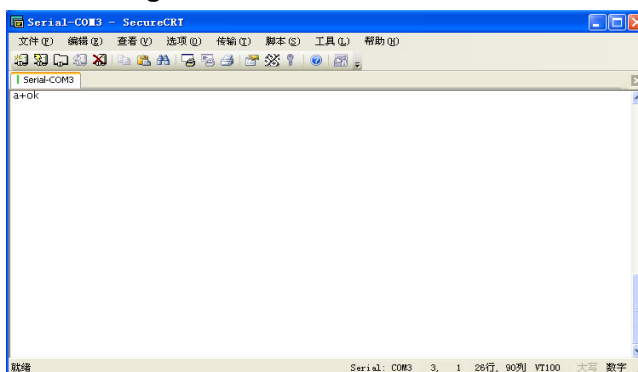 Serial-COM3 - SecureCRT
文件(F) 编辑(E) 查看(V) 选项(O) 传输(T) 脚本(S) 工具(L) 帮助(H)
Serial-COM3
a+ok
就绪 Serial: COM3 3, 1 26行, 90列 VT100 大写 数字